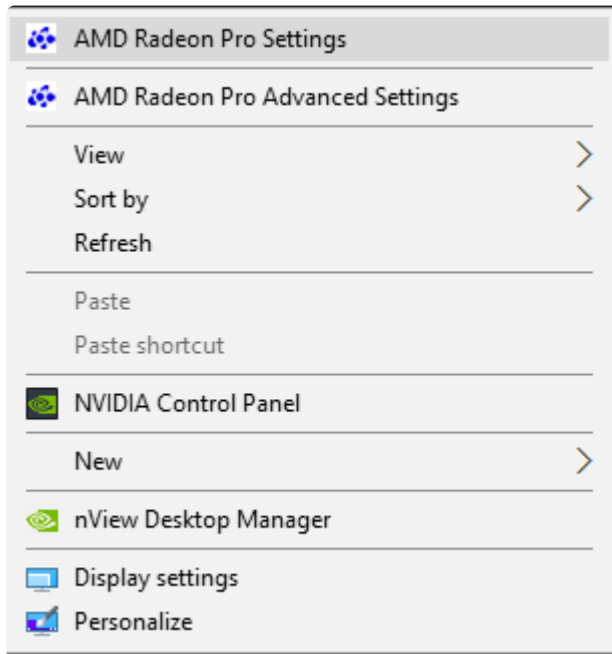 AMD Radeon Pro Settings
AMD Radeon Pro Advanced Settings
View
Sort by
Refresh
Paste
Paste shortcut
NVIDIA Control Panel
New
nView Desktop Manager
Display settings
Personalize